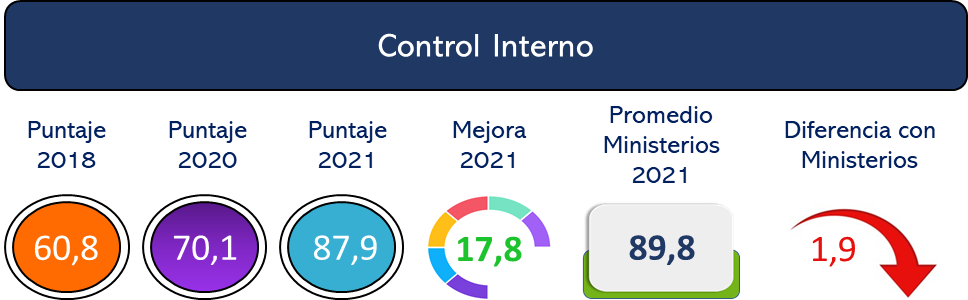 Control Interno
Puntaje
2018
Puntaje
2020
Puntaje
2021
Mejora
2021
Promedio
Ministerios
2021
Diferencia con
Ministerios
60,8
70,1
87,9
17,8
89,8
1,9